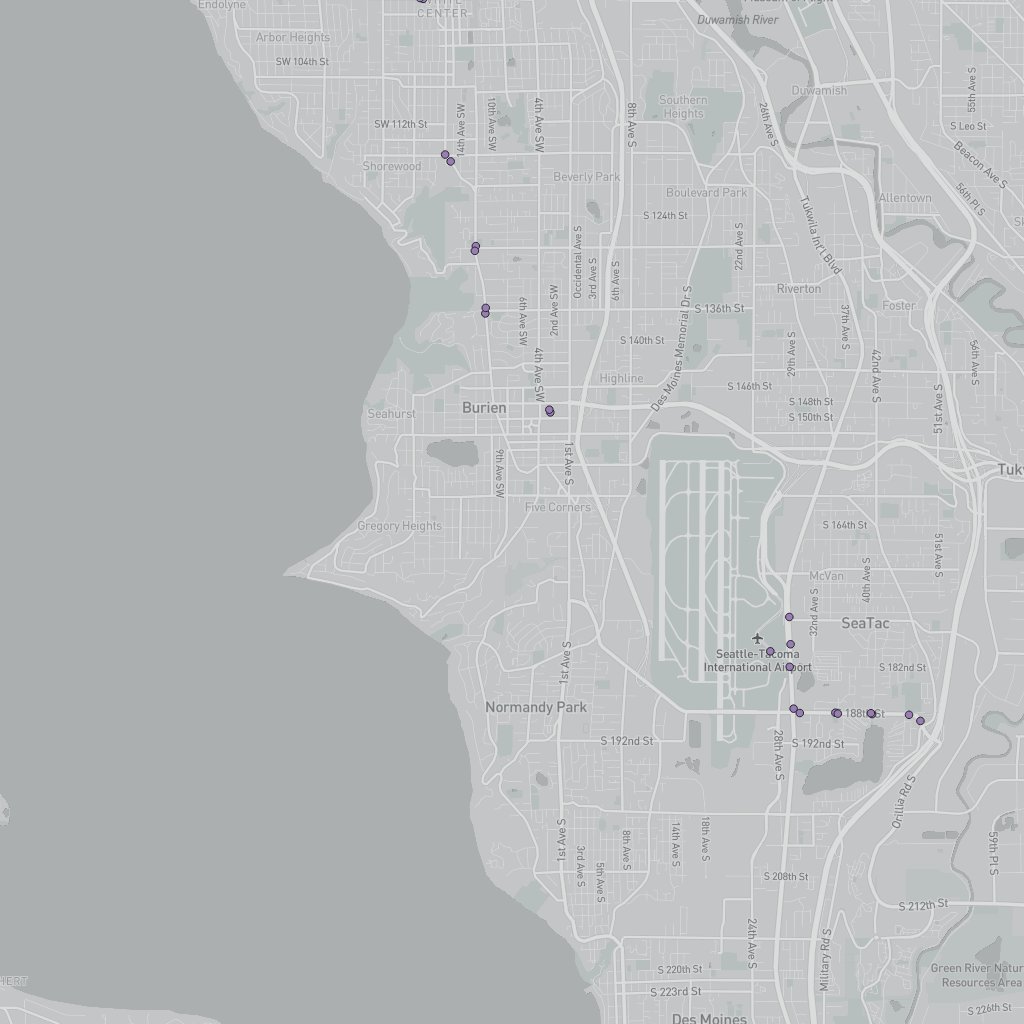 Endolyne
CENTER
Duwamish River
Arbor Heights
SW 104th St
Duwamish
Southern
Heights
55th Ave S
14th Ave SW
10th Ave SW
4th Ave SW
8th Ave S
26th Ave S
SW 112th St
S Leo St
Beacon Ave S
Shorewood
Beverly Park
Boulevard Park
56th Pl S
Allentown
S 124th St
Tukwila Int'l Blvd
22nd Ave S
Occidental Ave S
3rd Ave S
6th Ave S
Riverton
Foster
6th Ave SW
2nd Ave SW
Des Moines Memorial Dr S
S 136th St
37th Ave S
S 140th St
29th Ave S
42nd Ave S
56th Ave S
4th Ave SW
Highline
S 146th St
51st Ave S
S 148th St
S 150th St
Burien
Seahurst
9th Ave SW
1st Ave S
Five Corners
Gregory Heights
S 164th St
51st Ave S
McVan
40th Ave S
32nd Ave S
SeaTac
Seattle-Tacoma
International Airport
S 182nd St
1st Ave S
Normandy Park
188th St
S 192nd St
28th Ave S
S 192nd St
Orillia Rd S
1st Ave S
3rd Ave S
5th Ave S
8th Ave S
14th Ave S
18th Ave S
59th Pl S
S 208th St
S 212th St
24th Ave S
Military Rd S
S 220th St
S 223rd St
Green River Natur
Resources Area
S 226th St
Des Moines